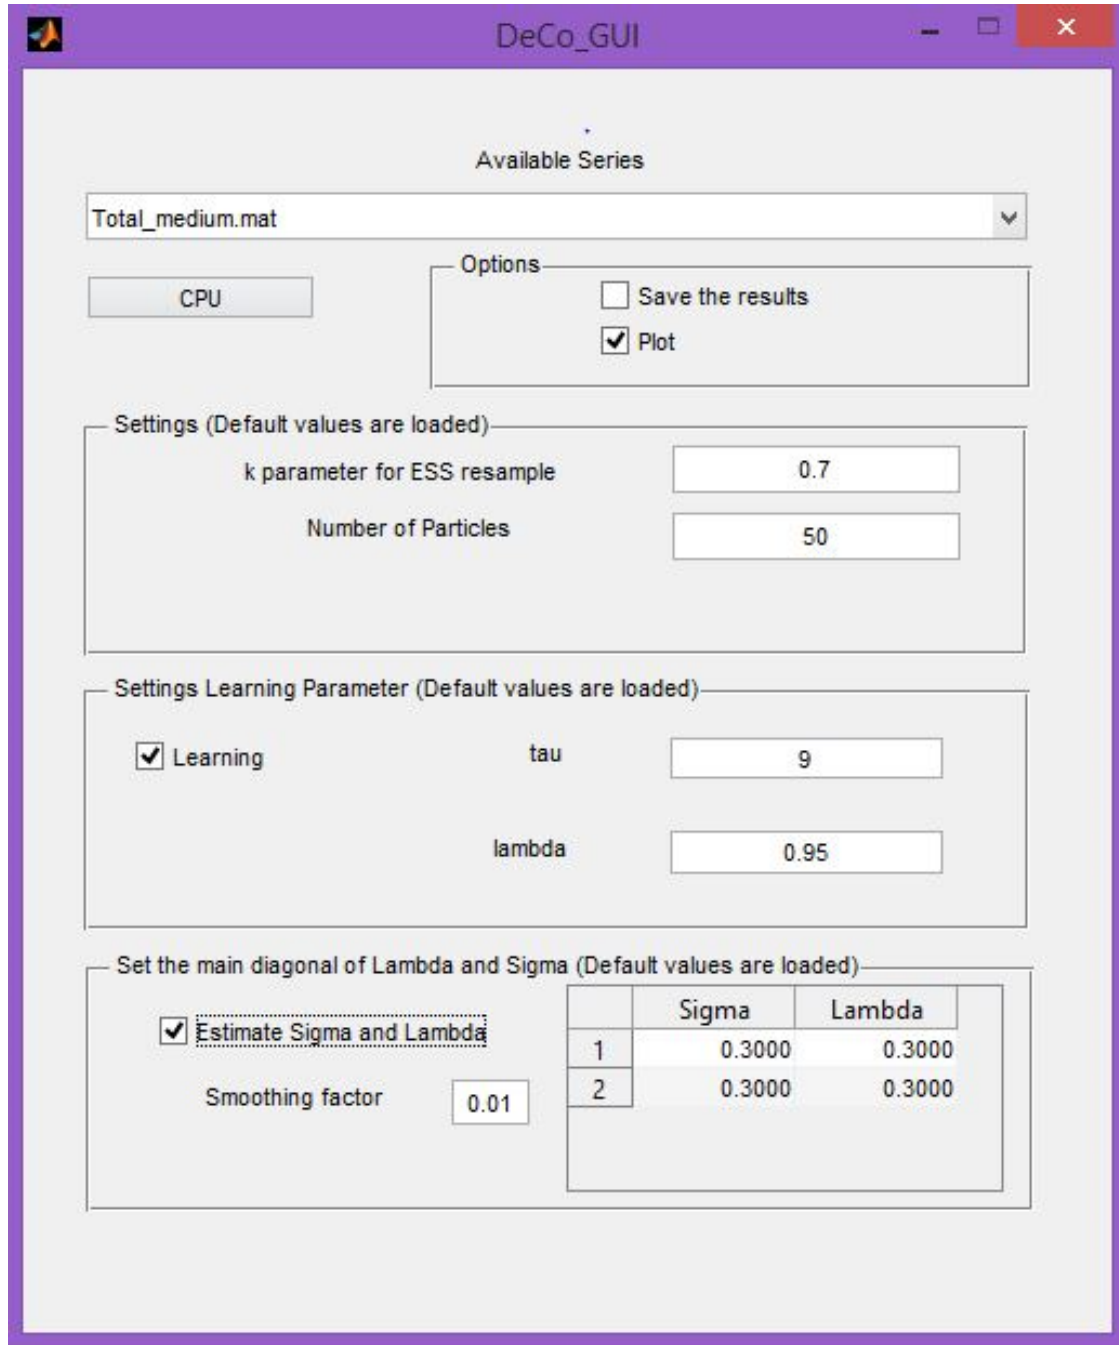 DeCo_GUI
Available Series
Total_medium.mat
CPU
Options
Save the results
Plot
Settings (Default values are loaded)
k parameter for ESS resample 0.7
Number of Particles 50
Settings Learning Parameter (Default values are loaded)
Learning tau 9
lambda 0.95
Set the main diagonal of Lambda and Sigma (Default values are loaded)
Estimate Sigma and Lambda
Smoothing factor 0.01
Sigma Lambda
1 0.3000 0.3000
2 0.3000 0.3000